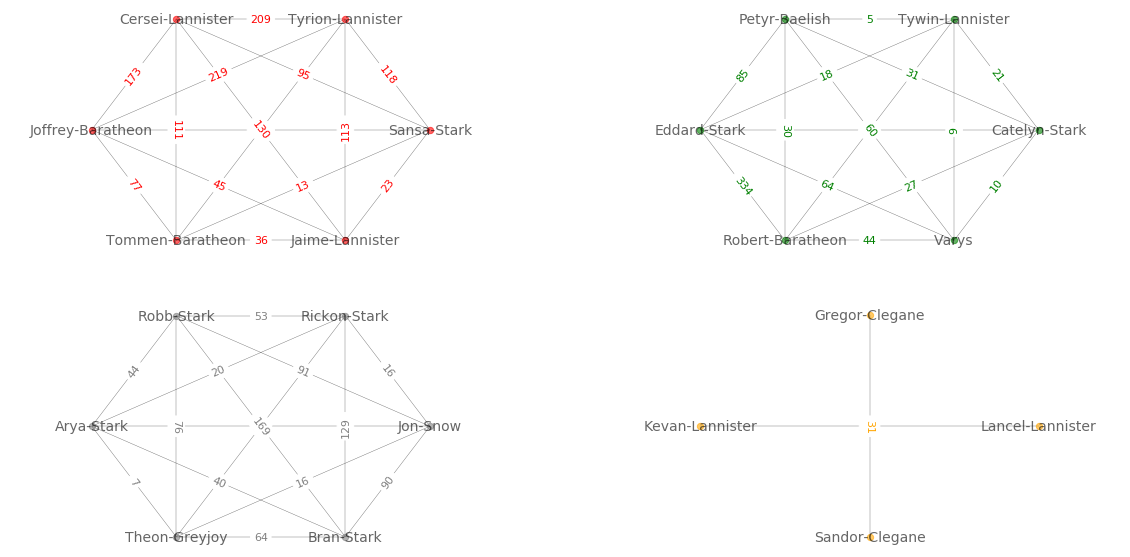 Cersei-Lannister 209 Tyrion-Lannister
173 219 95 118
Joffrey-Baratheon 111 130 113 Sansa-Stark
77 45 13 23
Tommen-Baratheon 36 Jaime-Lannister
Petyr-Baelish 5 Tywin-Lannister
85 18 31 21
Eddard-Stark 30 60 6 Catelyn-Stark
334 64 27 10
Robert-Baratheon 44 Varys
Robb-Stark 53 Rickon-Stark
44 20 91 16
Arya-Stark 76 169 129 Jon-Snow
7 40 16 90
Theon-Greyjoy 64 Bran-Stark
Gregor-Clegane
Kevan-Lannister 31 Lancel-Lannister
Sandor-Clegane